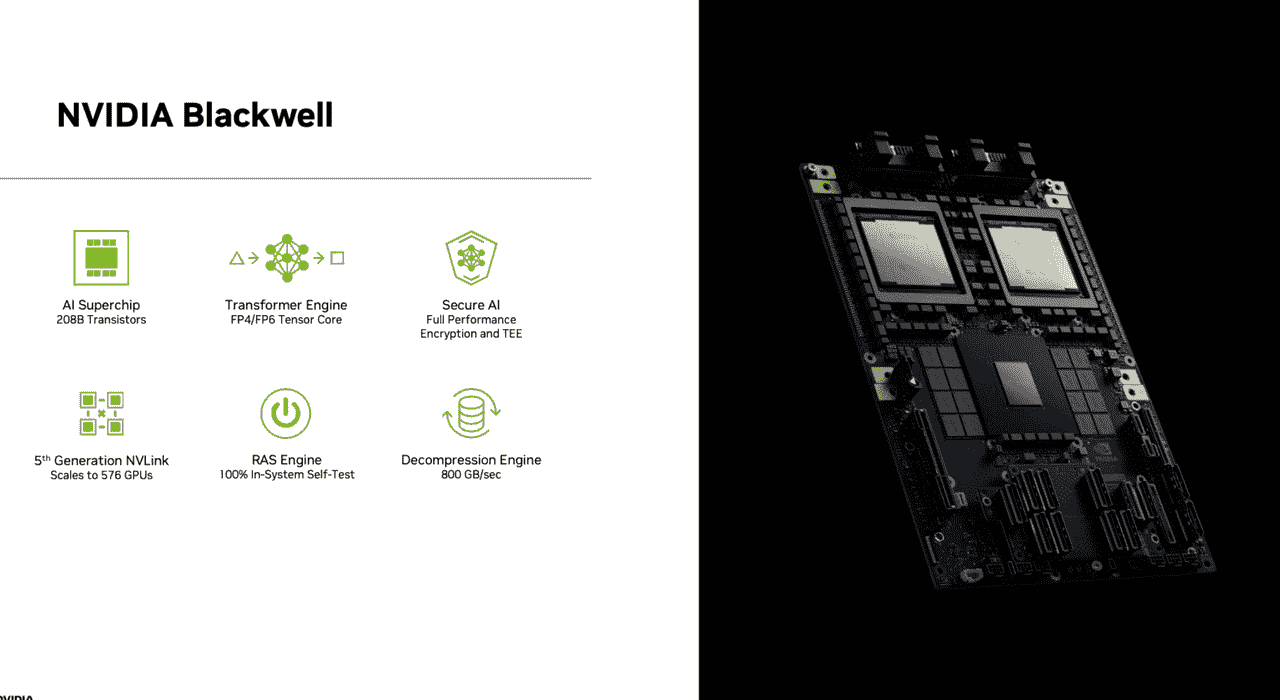 NVIDIA Blackwell
AI Superchip
208B Transistors
Transformer Engine
FP4/FP6 Tensor Core
Secure AI
Full Performance
Encryption and TEE
5th Generation NVLink
Scales to 576 GPUs
RAS Engine
100% In-System Self-Test
Decompression Engine
800 GB/sec
NVIDIA